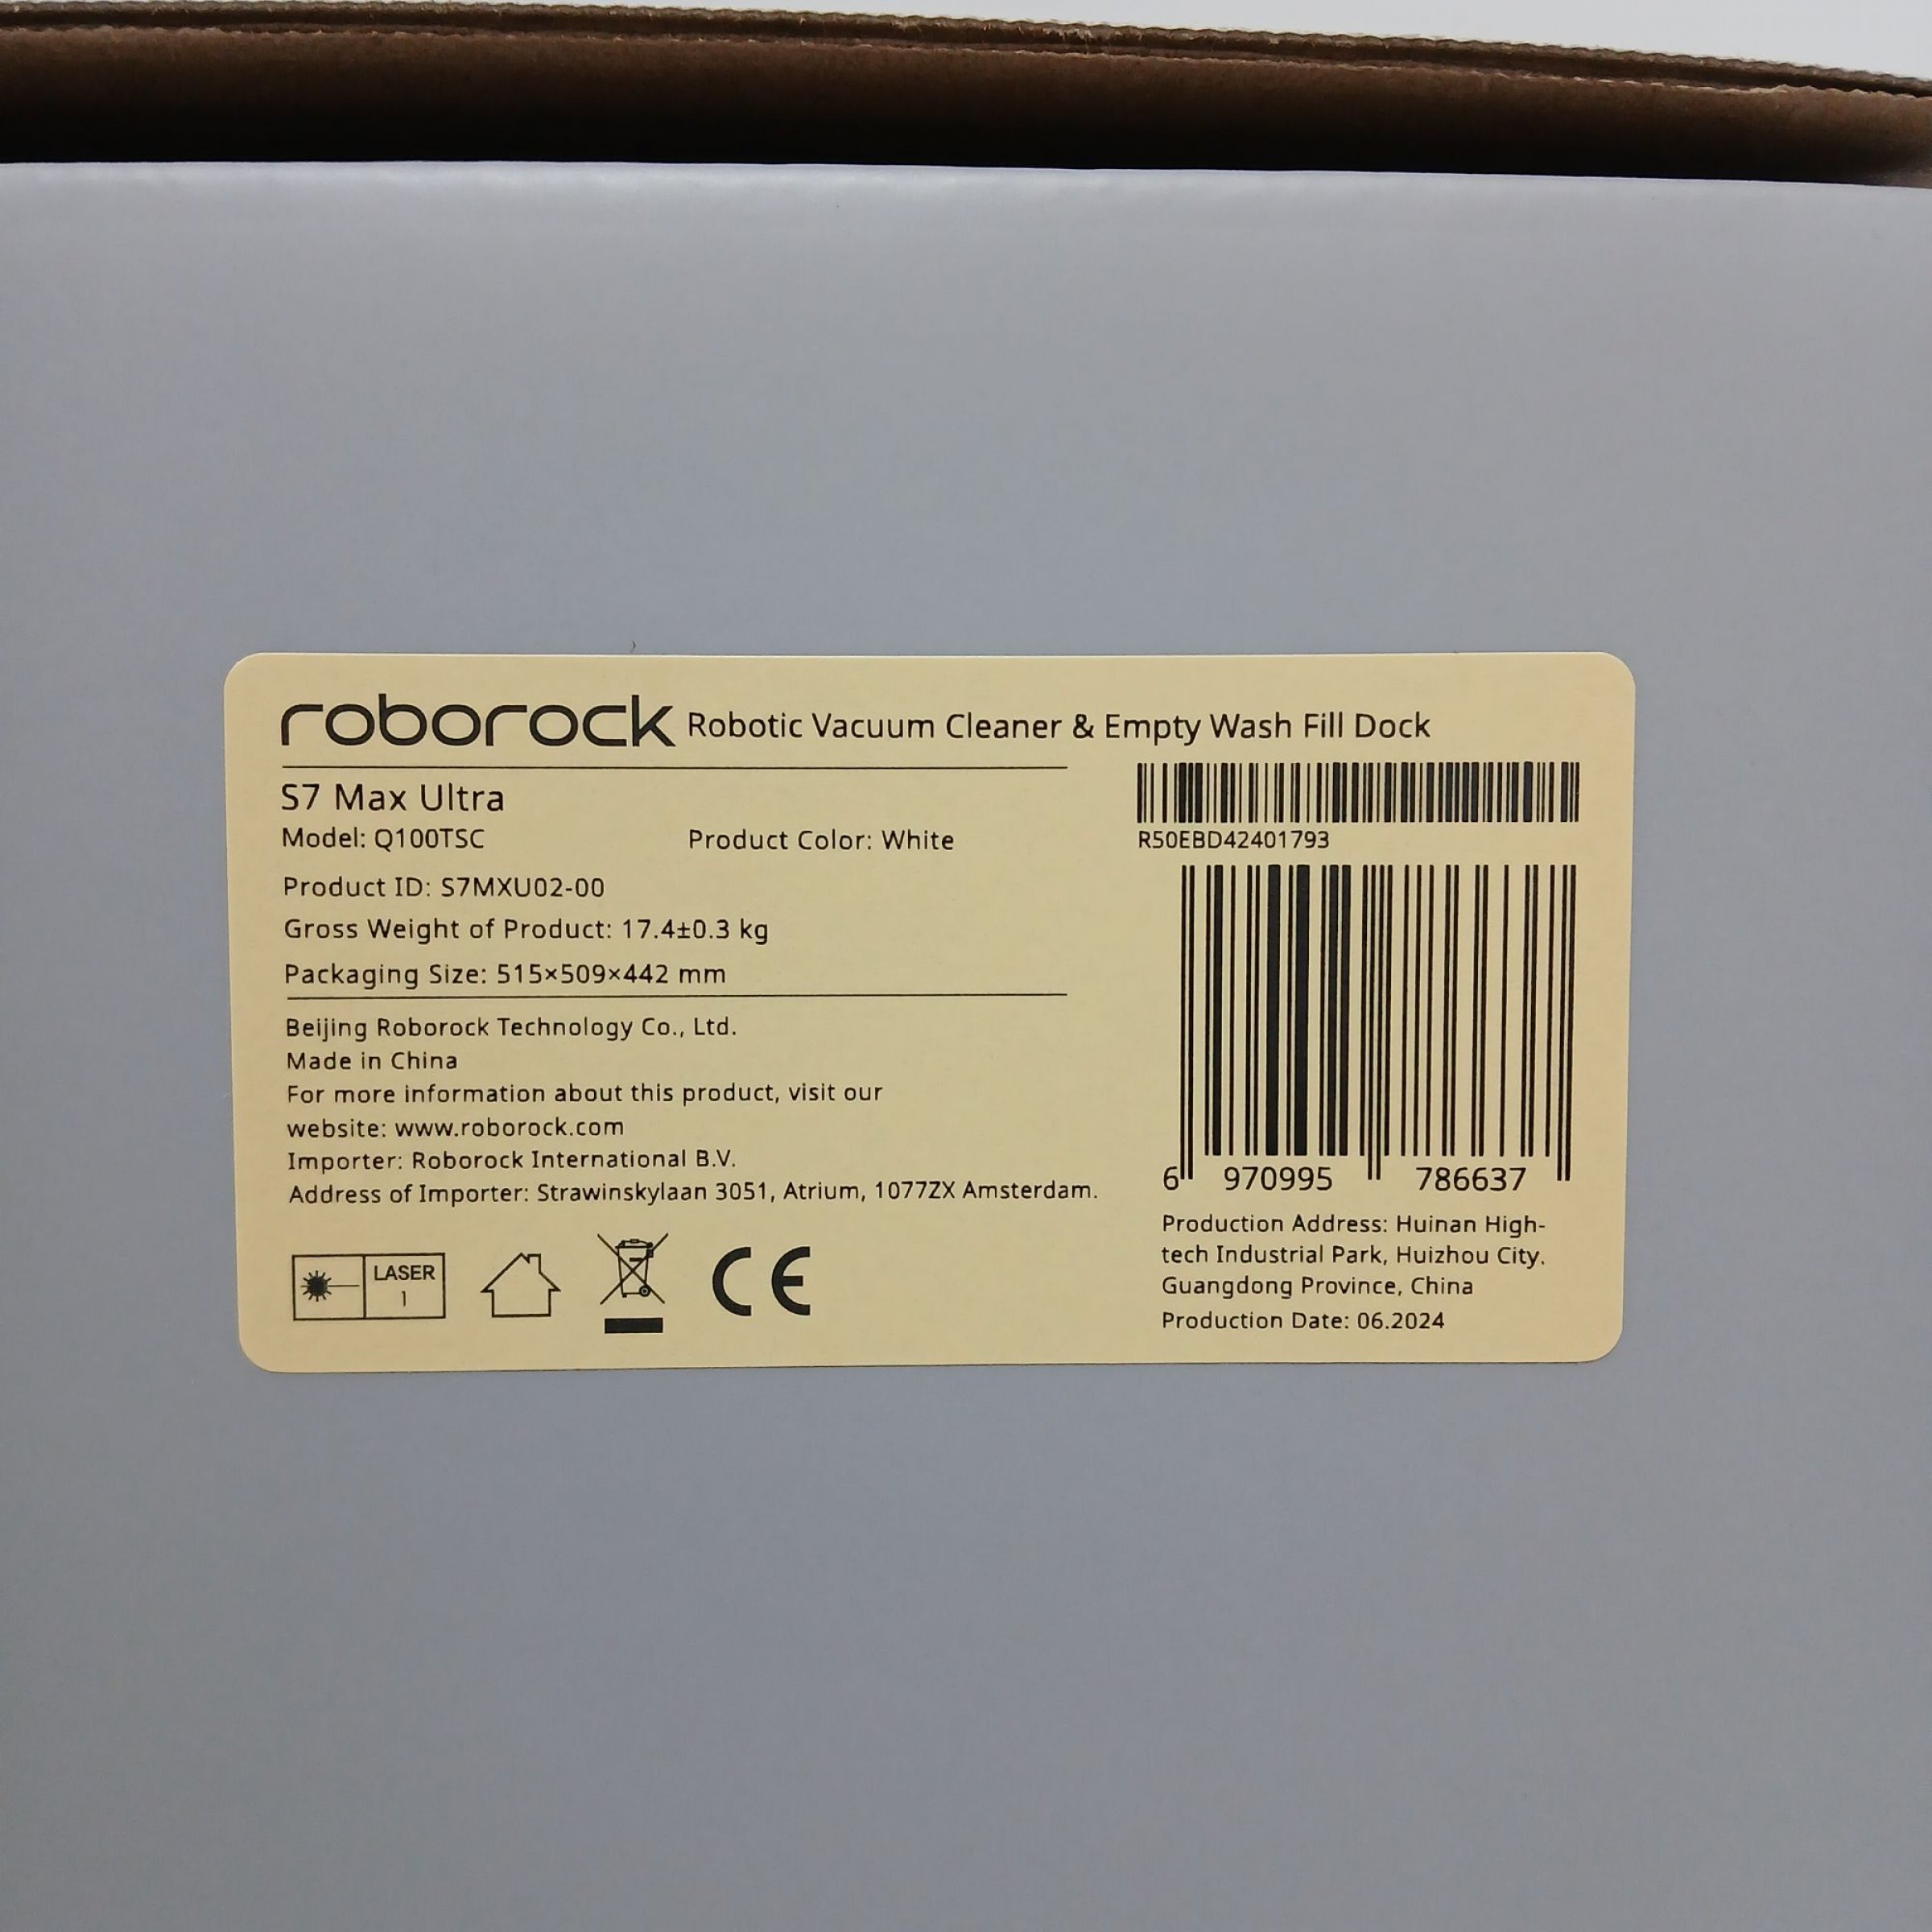 roborock Robotic Vacuum Cleaner & Empty Wash Fill Dock
S7 Max Ultra
Model: Q100TSC
Product Color: White
Product ID: S7MXU02-00
Gross Weight of Product: 17.4±0.3 kg
Packaging Size: 515×509×442 mm
Beijing Roborock Technology Co., Ltd.
Made in China
For more information about this product, visit our
website: www.roborock.com
Importer: Roborock International B.V.
Address of Importer: Strawinskylaan 3051, Atrium, 1077ZX Amsterdam.
LASER
1
CE
R50EBD42401793
6 970995 786637
Production Address: Huinan High-
tech Industrial Park, Huizhou City,
Guangdong Province, China
Production Date: 06.2024